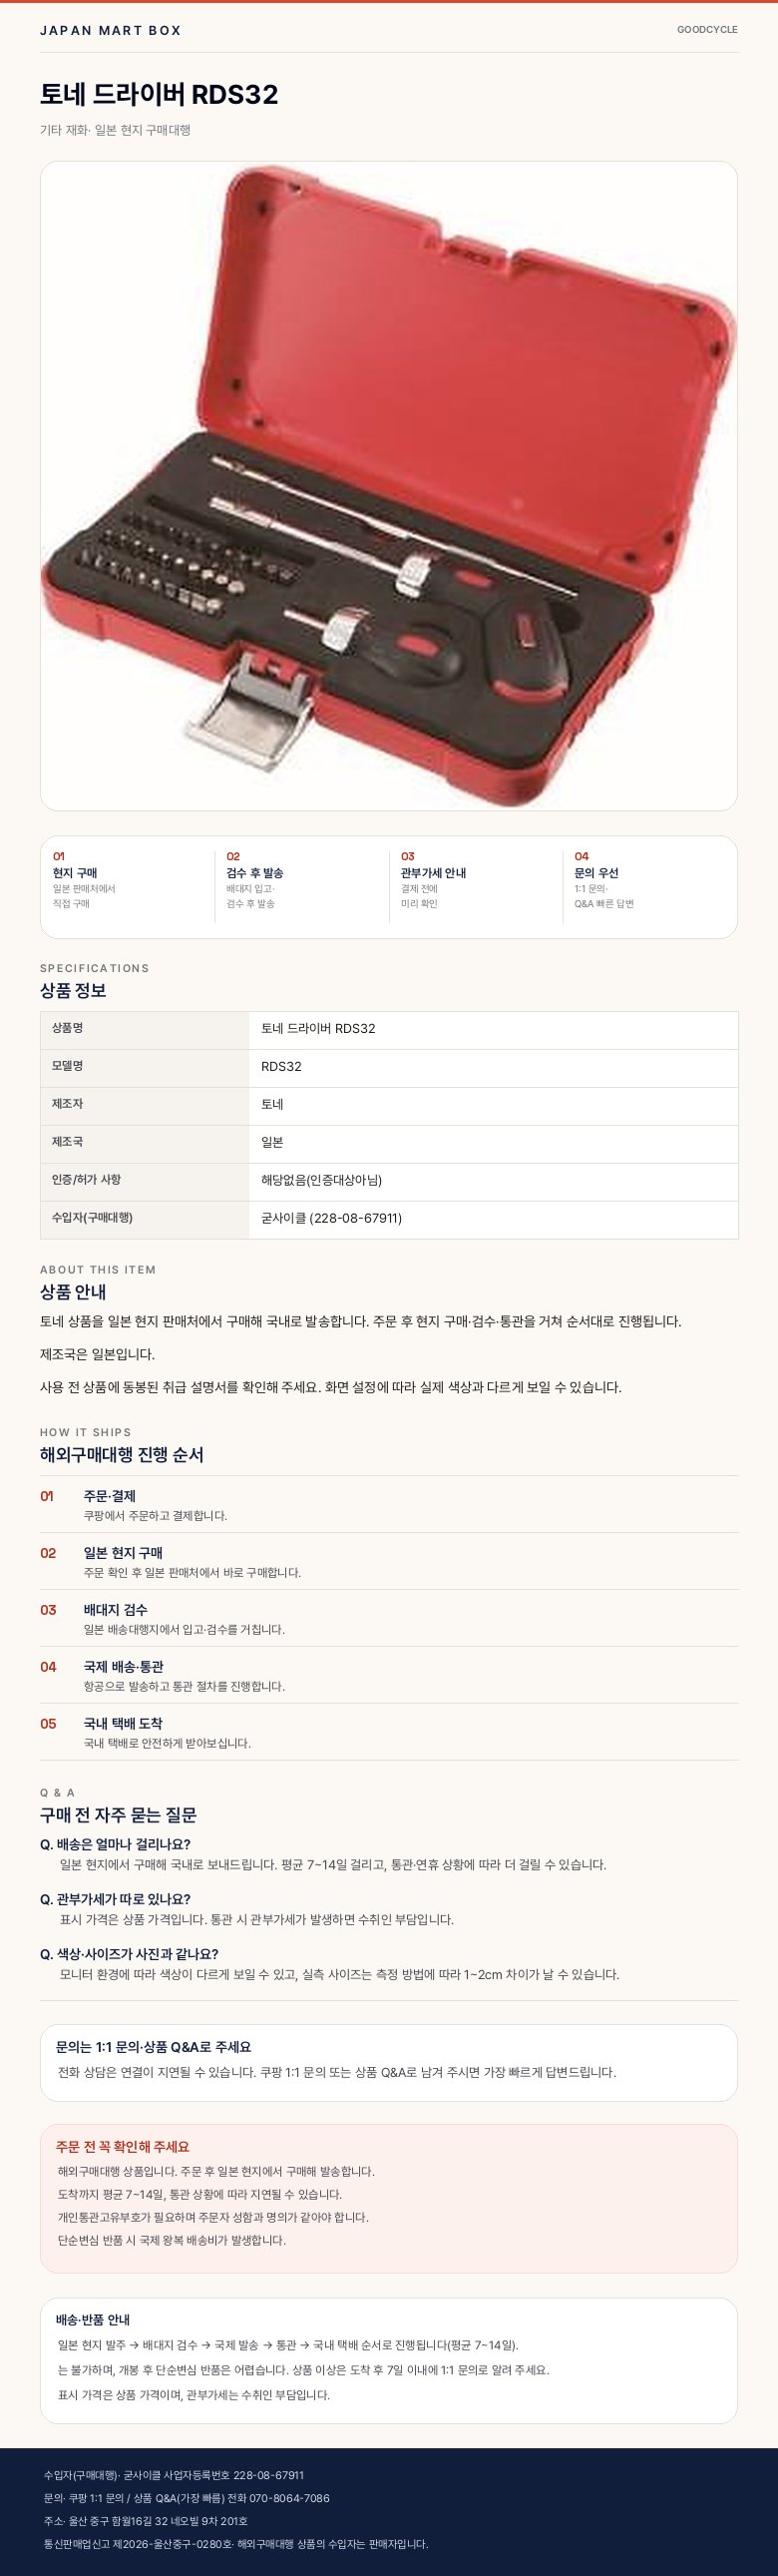 JAPAN MART BOX
GOODCYCLE
토네 드라이버 RDS32
기타 재화· 일본 현지 구매대행
01
현지 구매
일본 판매처에서
직접 구매
02
검수 후 발송
배대지 입고·
검수 후 발송
03
관부가세 안내
결제 전에
미리 확인
04
문의 우선
1:1 문의·
Q&A 빠른 답변
SPECIFICATIONS
상품 정보
상품명 토네 드라이버 RDS32
모델명 RDS32
제조자 토네
제조국 일본
인증/허가 사항 해당없음(인증대상아님)
수입자(구매대행) 굳사이클 (228-08-67911)
ABOUT THIS ITEM
상품 안내
토네 상품을 일본 현지 판매처에서 구매해 국내로 발송합니다. 주문 후 현지 구매·검수·통관을 거쳐 순서대로 진행됩니다.
제조국은 일본입니다.
사용 전 상품에 동봉된 취급 설명서를 확인해 주세요. 화면 설정에 따라 실제 색상과 다르게 보일 수 있습니다.
HOW IT SHIPS
해외구매대행 진행 순서
01 주문·결제
쿠팡에서 주문하고 결제합니다.
02 일본 현지 구매
주문 확인 후 일본 판매처에서 바로 구매합니다.
03 배대지 검수
일본 배송대행지에서 입고·검수를 거칩니다.
04 국제 배송·통관
항공으로 발송하고 통관 절차를 진행합니다.
05 국내 택배 도착
국내 택배로 안전하게 받아보십니다.
Q & A
구매 전 자주 묻는 질문
Q. 배송은 얼마나 걸리나요?
일본 현지에서 구매해 국내로 보내드립니다. 평균 7~14일 걸리고, 통관·연휴 상황에 따라 더 걸릴 수 있습니다.
Q. 관부가세가 따로 있나요?
표시 가격은 상품 가격입니다. 통관 시 관부가세가 발생하면 수취인 부담입니다.
Q. 색상·사이즈가 사진과 같나요?
모니터 환경에 따라 색상이 다르게 보일 수 있고, 실측 사이즈는 측정 방법에 따라 1~2cm 차이가 날 수 있습니다.
문의는 1:1 문의·상품 Q&A로 주세요
전화 상담은 연결이 지연될 수 있습니다. 쿠팡 1:1 문의 또는 상품 Q&A로 남겨 주시면 가장 빠르게 답변드립니다.
주문 전 꼭 확인해 주세요
해외구매대행 상품입니다. 주문 후 일본 현지에서 구매해 발송합니다.
도착까지 평균 7~14일, 통관 상황에 따라 지연될 수 있습니다.
개인통관고유부호가 필요하며 주문자 성함과 명의가 같아야 합니다.
단순변심 반품 시 국제 왕복 배송비가 발생합니다.
배송·반품 안내
일본 현지 발주 → 배대지 검수 → 국제 발송 → 통관 → 국내 택배 순서로 진행됩니다(평균 7~14일).
는 불가하며, 개봉 후 단순변심 반품은 어렵습니다. 상품 이상은 도착 후 7일 이내에 1:1 문의로 알려 주세요.
표시 가격은 상품 가격이며, 관부가세는 수취인 부담입니다.
수입자(구매대행)· 굳사이클 사업자등록번호 228-08-67911
문의· 쿠팡 1:1 문의 / 상품 Q&A(가장 빠름) 전화 070-8064-7086
주소· 울산 중구 함월16길 32 네오빌 9차 201호
통신판매업신고 제2026-울산중구-0280호· 해외구매대행 상품의 수입자는 판매자입니다.